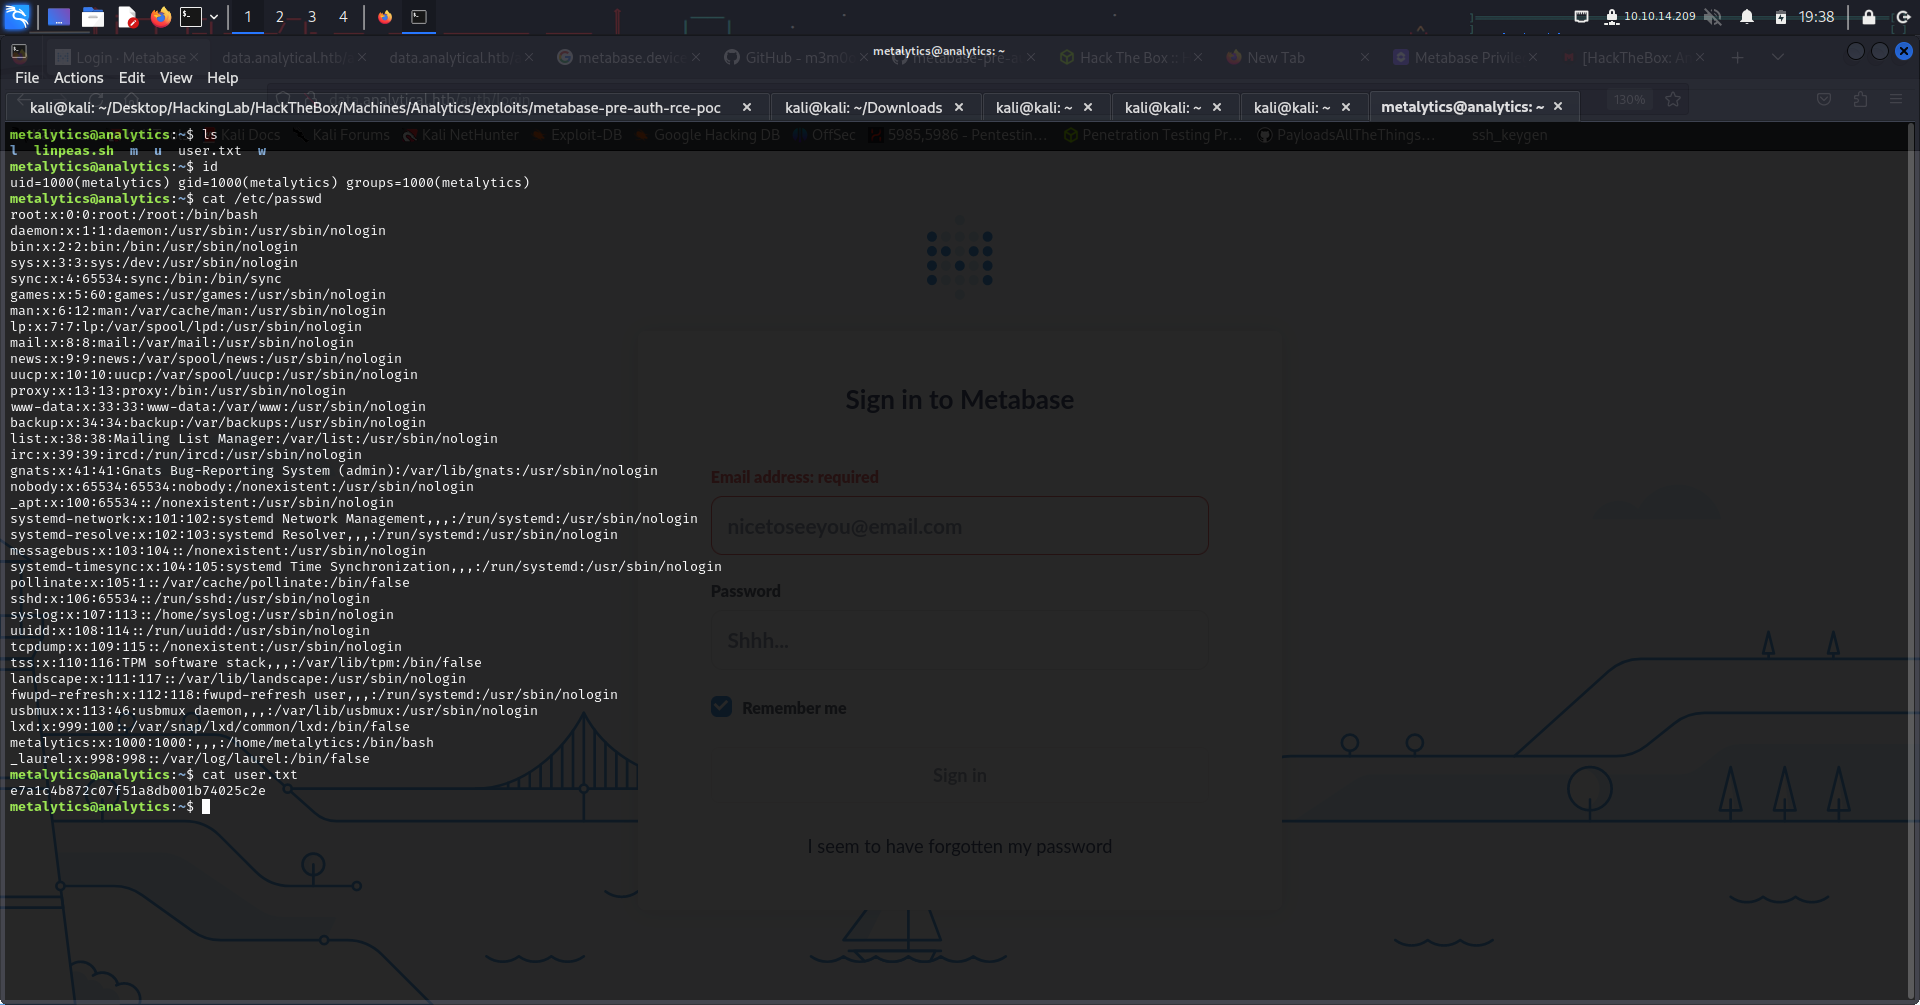 1 2 3 4
10.10.14.209
19:38
metalytics@analytics: ~
Login · Metabase
data.analytical.htb/
data.analytical.htb/
metabase.device
GitHub - m3m0
metabase-pre-a
Hack The Box ::
New Tab
Metabase Privile
[HackTheBox: A
File Actions Edit View Help
kali@kali: ~/Desktop/HackingLab/HackTheBox/Machines/Analytics/exploits/metabase-pre-auth-rce-poc
kali@kali: ~/Downloads
kali@kali: ~
kali@kali: ~
kali@kali: ~
metalytics@analytics: ~
130%
Kali Docs Kali Forums Kali NetHunter Exploit-DB Google Hacking DB OffSec 5985,5986 - Pentestin... Penetration Testing Pr... PayloadsAllTheThings... ssh_keygen
metalytics@analytics:~$ ls
l linpeas.sh m u user.txt w
metalytics@analytics:~$ id
uid=1000(metalytics) gid=1000(metalytics) groups=1000(metalytics)
metalytics@analytics:~$ cat /etc/passwd
root:x:0:0:root:/root:/bin/bash
daemon:x:1:1:daemon:/usr/sbin:/usr/sbin/nologin
bin:x:2:2:bin:/bin:/usr/sbin/nologin
sys:x:3:3:sys:/dev:/usr/sbin/nologin
sync:x:4:65534:sync:/bin:/bin/sync
games:x:5:60:games:/usr/games:/usr/sbin/nologin
man:x:6:12:man:/var/cache/man:/usr/sbin/nologin
lp:x:7:7:lp:/var/spool/lpd:/usr/sbin/nologin
mail:x:8:8:mail:/var/mail:/usr/sbin/nologin
news:x:9:9:news:/var/spool/news:/usr/sbin/nologin
uucp:x:10:10:uucp:/var/spool/uucp:/usr/sbin/nologin
proxy:x:13:13:proxy:/bin:/usr/sbin/nologin
www-data:x:33:33:www-data:/var/www:/usr/sbin/nologin
backup:x:34:34:backup:/var/backups:/usr/sbin/nologin
list:x:38:38:Mailing List Manager:/var/list:/usr/sbin/nologin
irc:x:39:39:ircd:/run/ircd:/usr/sbin/nologin
gnats:x:41:41:Gnats Bug-Reporting System (admin):/var/lib/gnats:/usr/sbin/nologin
nobody:x:65534:65534:nobody:/nonexistent:/usr/sbin/nologin
_apt:x:100:65534::/nonexistent:/usr/sbin/nologin
systemd-network:x:101:102:systemd Network Management,,,:/run/systemd:/usr/sbin/nologin
systemd-resolve:x:102:103:systemd Resolver,,,:/run/systemd:/usr/sbin/nologin
messagebus:x:103:104::/nonexistent:/usr/sbin/nologin
systemd-timesync:x:104:105:systemd Time Synchronization,,,:/run/systemd:/usr/sbin/nologin
pollinate:x:105:1::/var/cache/pollinate:/bin/false
sshd:x:106:65534::/run/sshd:/usr/sbin/nologin
syslog:x:107:113::/home/syslog:/usr/sbin/nologin
uuidd:x:108:114::/run/uuidd:/usr/sbin/nologin
tcpdump:x:109:115::/nonexistent:/usr/sbin/nologin
tss:x:110:116:TPM software stack,,,:/var/lib/tpm:/bin/false
landscape:x:111:117::/var/lib/landscape:/usr/sbin/nologin
fwupd-refresh:x:112:118:fwupd-refresh user,,,:/run/systemd:/usr/sbin/nologin
usbmux:x:113:46:usbmux daemon,,,:/var/lib/usbmux:/usr/sbin/nologin
lxd:x:999:100::/var/snap/lxd/common/lxd:/bin/false
metalytics:x:1000:1000:,,,:/home/metalytics:/bin/bash
_laurel:x:998:998::/var/log/laurel:/bin/false
metalytics@analytics:~$ cat user.txt
e7a1c4b872c07f51a8db001b74025c2e
metalytics@analytics:~$
Sign in to Metabase
Email address: required
nicetoseeyou@email.com
Password
Shhh...
Remember me
Sign in
I seem to have forgotten my password